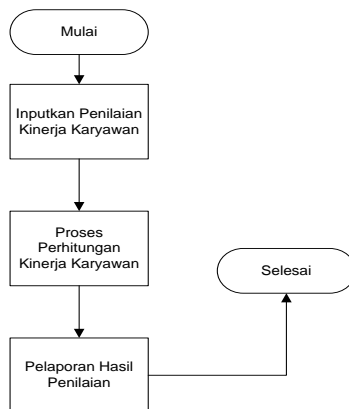 Mulai
Inputkan Penilaian
Kinerja Karyawan
Proses
Perhitungan
Kinerja Karyawan
Selesai
Pelaporan Hasil
Penilaian